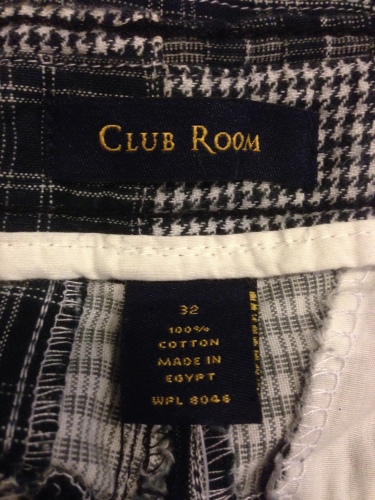 CLUB ROOM
32
100%
COTTON
MADE IN
EGYPT
WPL 8046